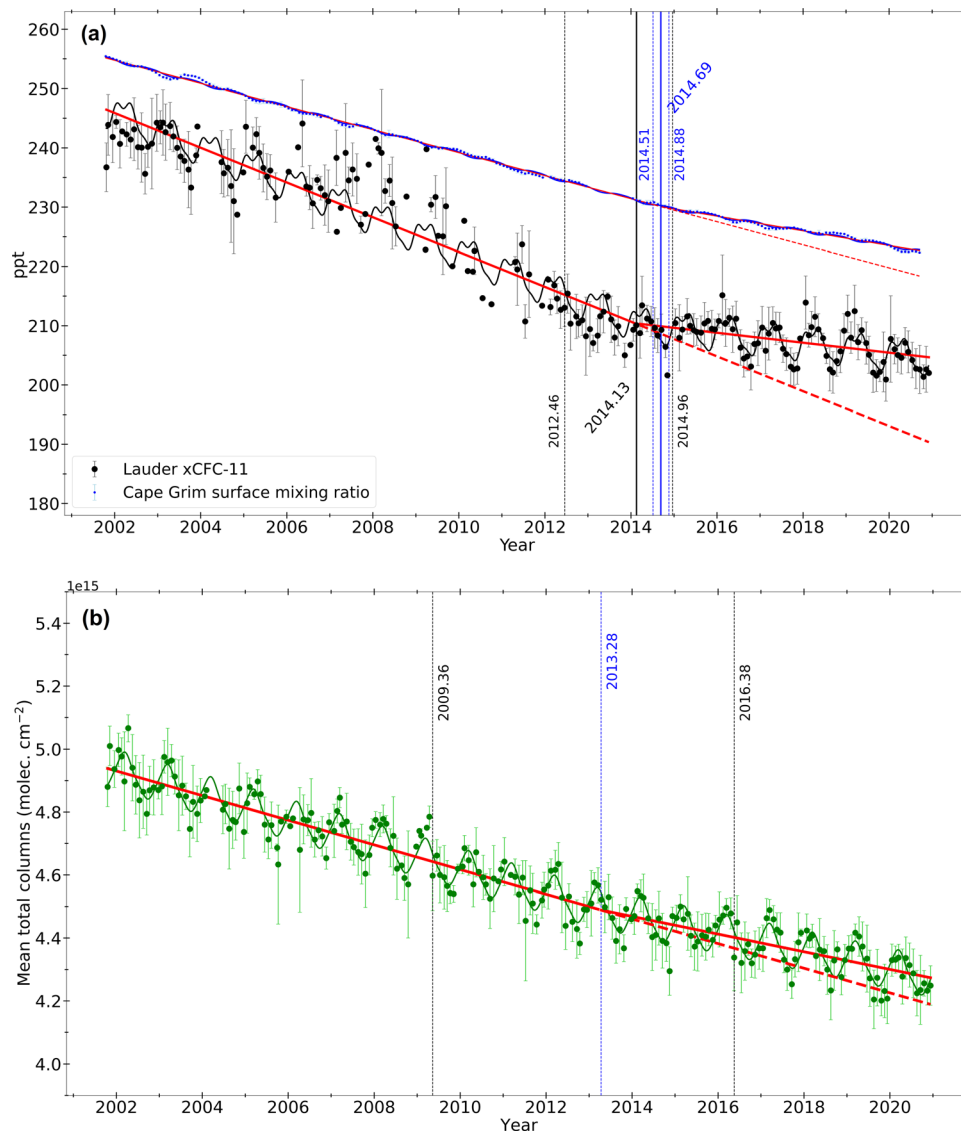 (a)
260
250
240
230
220
210
200
190
180
ppt
2014.69
2014.51
2014.88
2012.46
2014.13
2014.96
Lauder xCFC-11
Cape Grim surface mixing ratio
2002 2004 2006 2008 2010 2012 2014 2016 2018 2020
Year
1e15
(b)
5.4
5.2
5.0
4.8
4.6
4.4
4.2
4.0
Mean total columns (molec. cm⁻²)
2009.36
2013.28
2016.38
2002 2004 2006 2008 2010 2012 2014 2016 2018 2020
Year